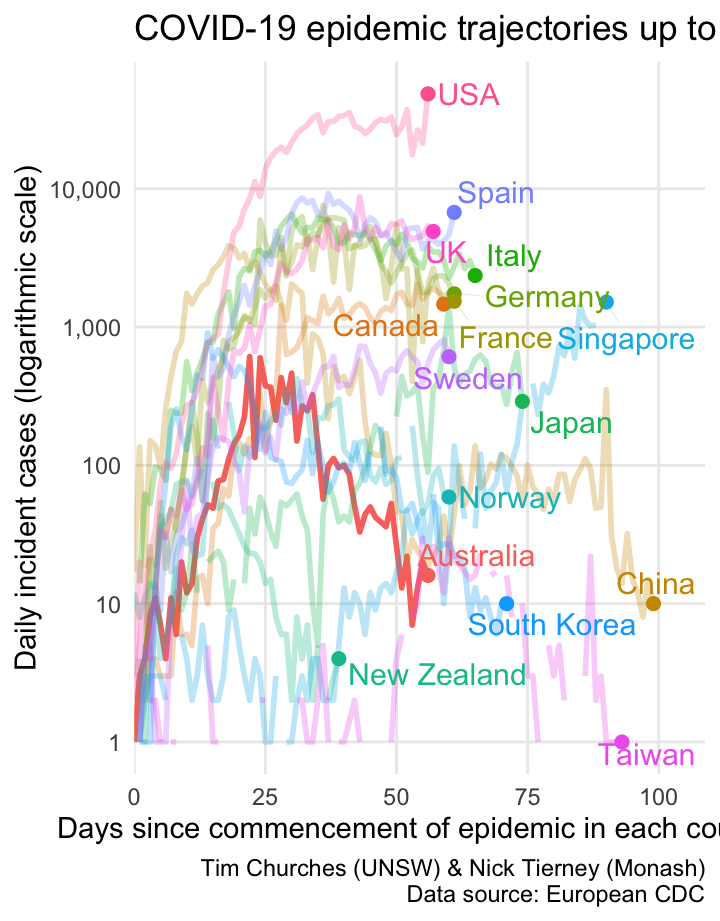 COVID-19 epidemic trajectories up to
Daily incident cases (logarithmic scale)
10,000
1,000
100
10
1
USA
Spain
UK
Italy
Germany
Canada
France
Singapore
Sweden
Japan
Norway
Australia
China
South Korea
New Zealand
Taiwan
0 25 50 75 100
Days since commencement of epidemic in each cou
Tim Churches (UNSW) & Nick Tierney (Monash)
Data source: European CDC